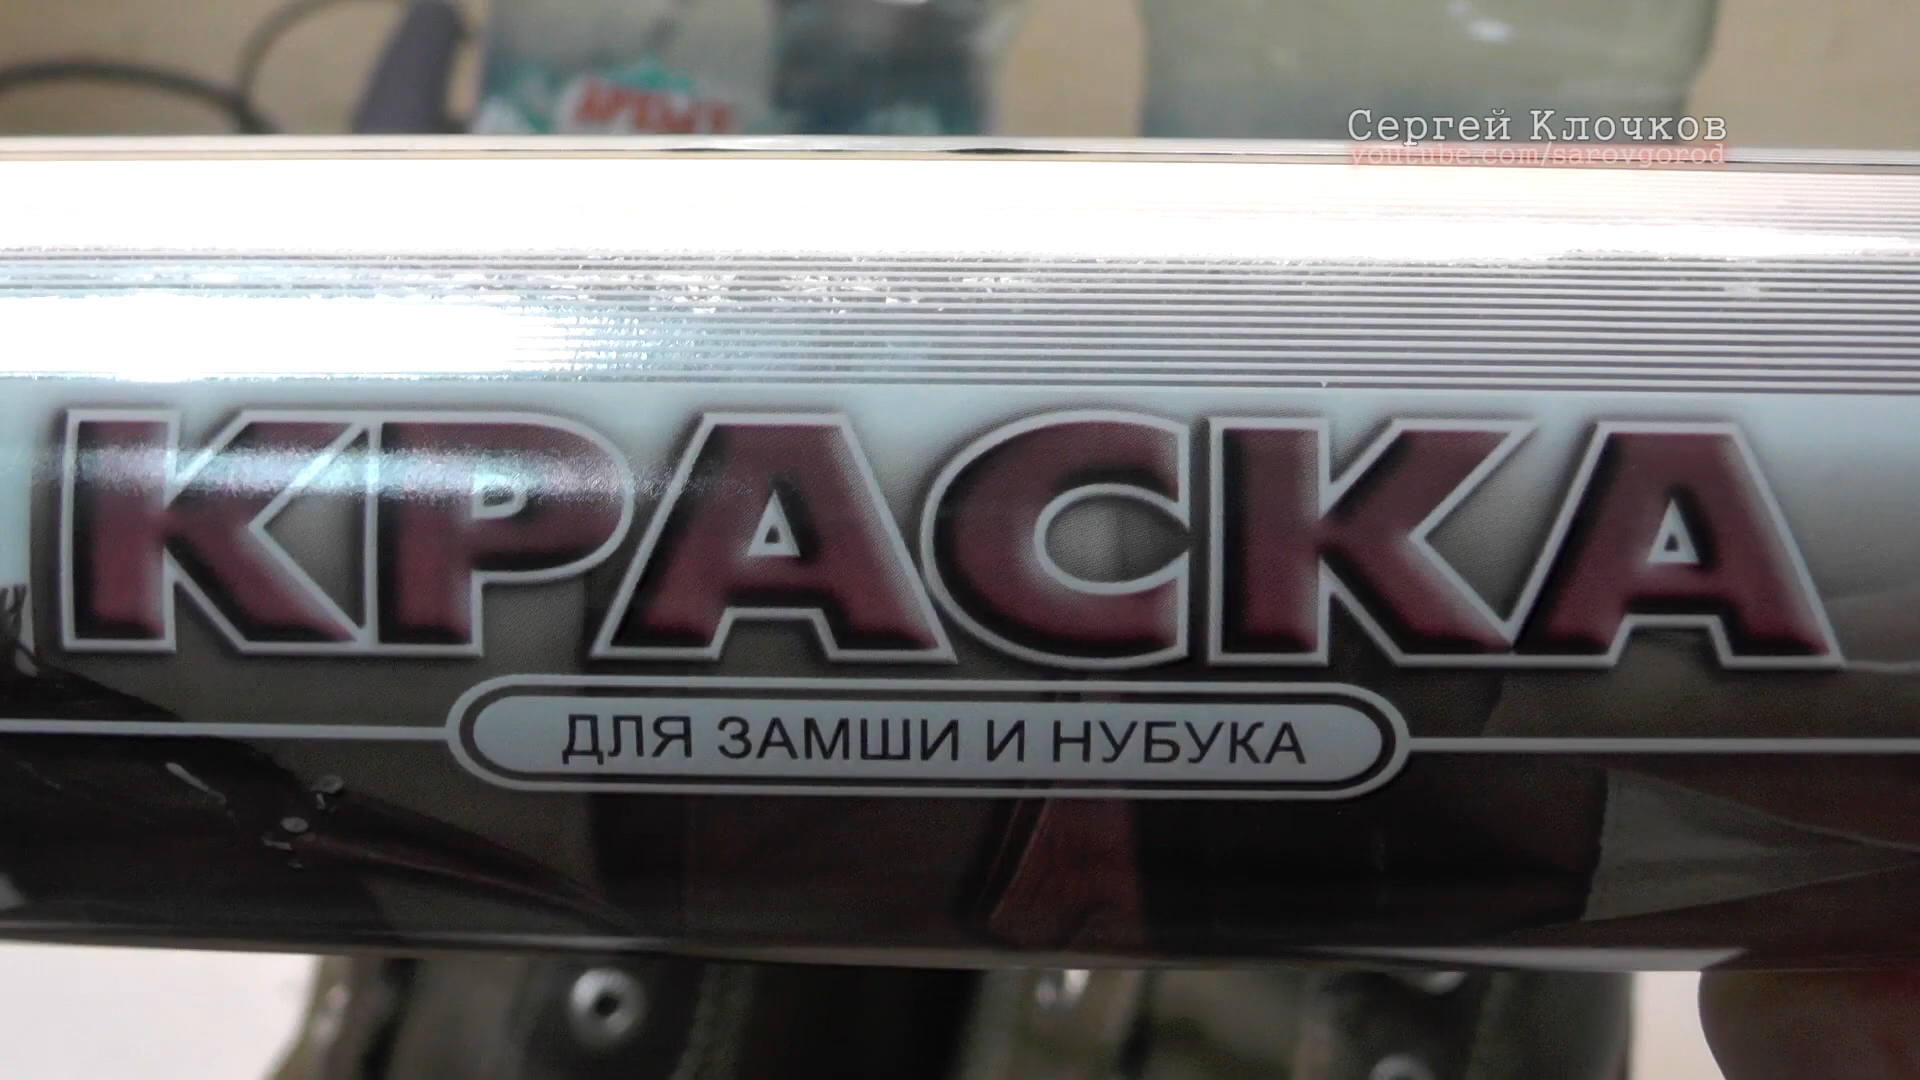 Сергей Клочков
youtube.com/sarovgorod
КРАСКА
ДЛЯ ЗАМШИ И НУБУКА